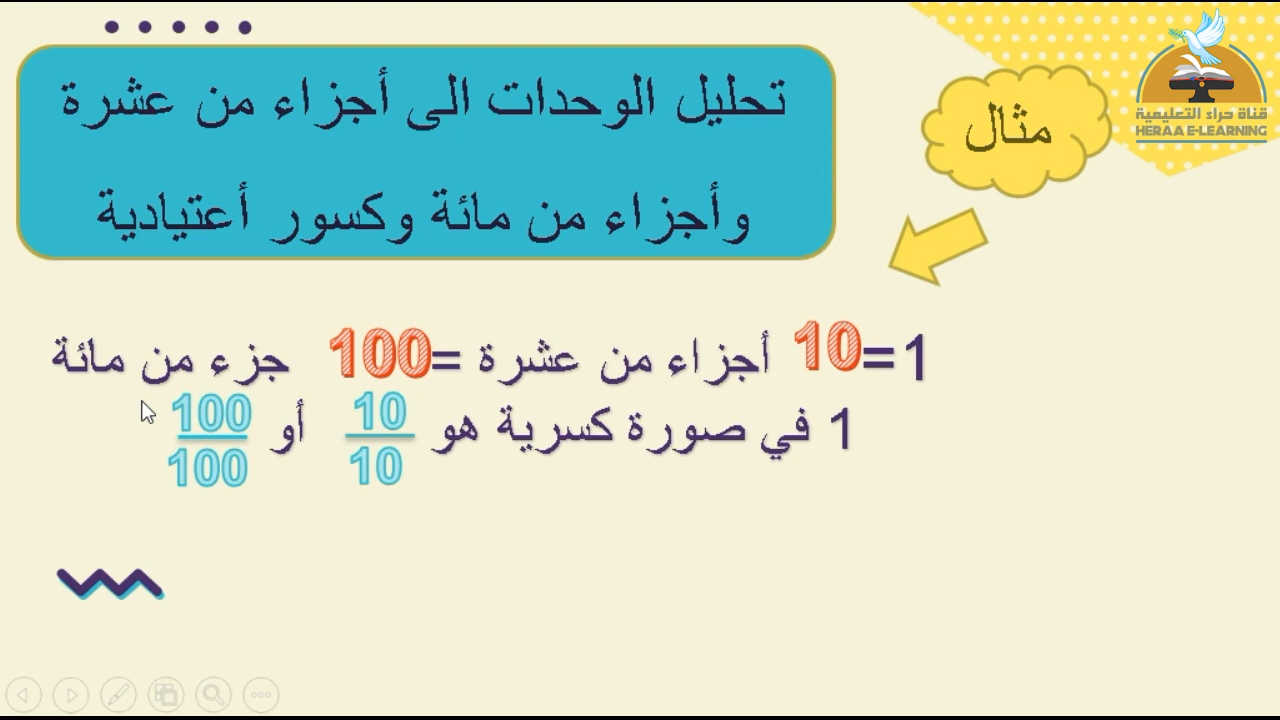 قناة حراء التعليمية
HERAA E-LEARNING
مثال
تحليل الوحدات الى أجزاء من عشرة
وأجزاء من مائة وكسور أعتيادية
1=10 أجزاء من عشرة =100 جزء من مائة
1 في صورة كسرية هو 10/10 أو 100/100